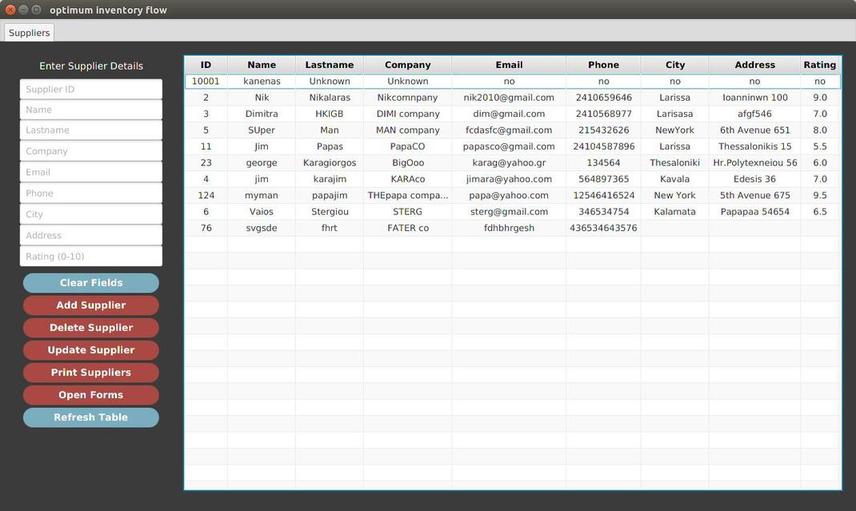 optimum inventory flow
Suppliers
Enter Supplier Details
Supplier ID
Name
Lastname
Company
Email
Phone
City
Address
Rating (0-10)
Clear Fields
Add Supplier
Delete Supplier
Update Supplier
Print Suppliers
Open Forms
Refresh Table
ID Name Lastname Company Email Phone City Address Rating
10001 kanenas Unknown Unknown no no no no no
2 Nik Nikalaras Nikcomnpany nik2010@gmail.com 2410659646 Larissa Ioanninwn 100 9.0
3 Dimitra HKIGB DIMI company dim@gmail.com 2410568977 Larisasa afgf546 7.0
5 SUper Man MAN company fcdasfc@gmail.com 215432626 NewYork 6th Avenue 651 8.0
11 Jim Papas PapaCO papasco@gmail.com 24104587896 Larissa Thessalonikis 15 5.5
23 george Karagiorgos BigOoo karag@yahoo.gr 134564 Thesaloniki Hr.Polytexneiou 56 6.0
4 jim karajim KARAco jimara@yahoo.com 564897365 Kavala Edesis 36 7.0
124 myman papajim THEpapa compa... papa@yahoo.com 12546416524 New York 5th Avenue 675 9.5
6 Vaios Stergiou STERG sterg@gmail.com 346534754 Kalamata Papapaa 54654 6.5
76 svgsde fhrt FATER co fdhbhrgesh 436534643576